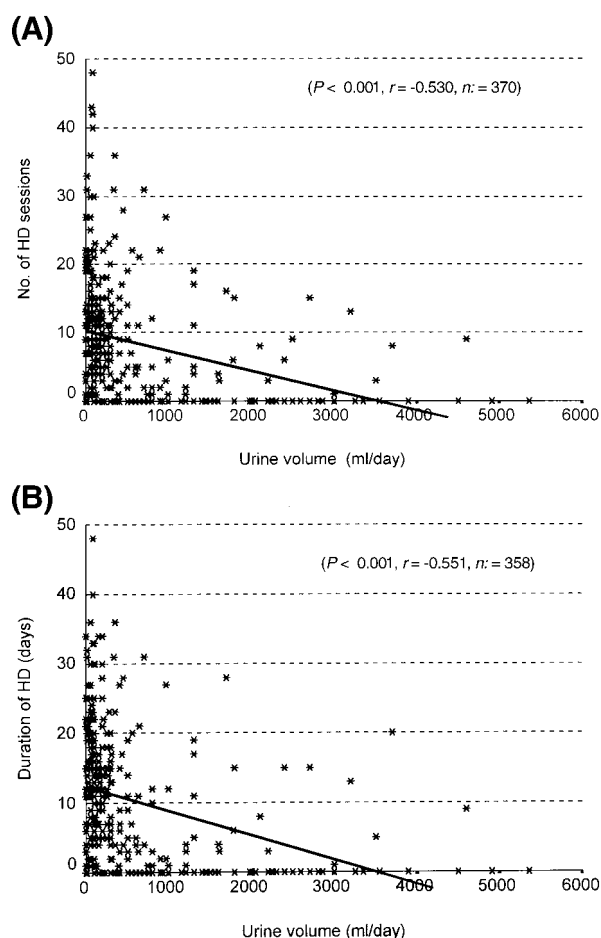 (A)
50
(P < 0.001, r = -0.530, n: = 370)
40
30
20
10
0
No. of HD sessions
0 1000 2000 3000 4000 5000 6000
Urine volume (ml/day)
(B)
50
(P < 0.001, r = -0.551, n: = 358)
40
30
20
10
0
Duration of HD (days)
0 1000 2000 3000 4000 5000 6000
Urine volume (ml/day)